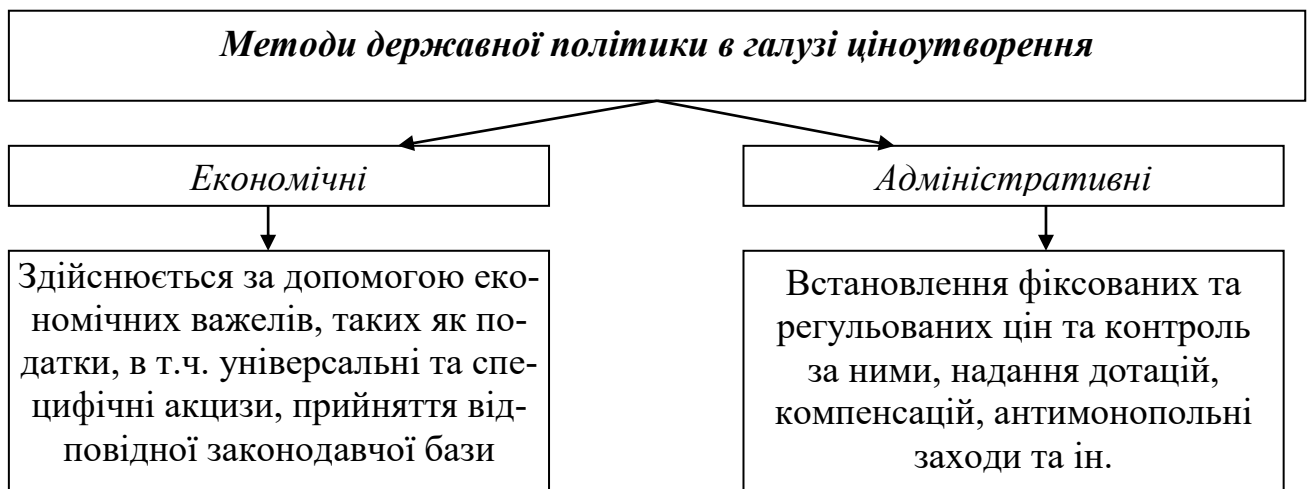 Методи державної політики в галузі ціноутворення
Економічні
Адміністративні
Здійснюється за допомогою еко-
номічних важелів, таких як по-
датки, в т.ч. універсальні та спе-
цифічні акцизи, прийняття від-
повідної законодавчої бази
Встановлення фіксованих та
регульованих цін та контроль
за ними, надання дотацій,
компенсацій, антимонопольні
заходи та ін.